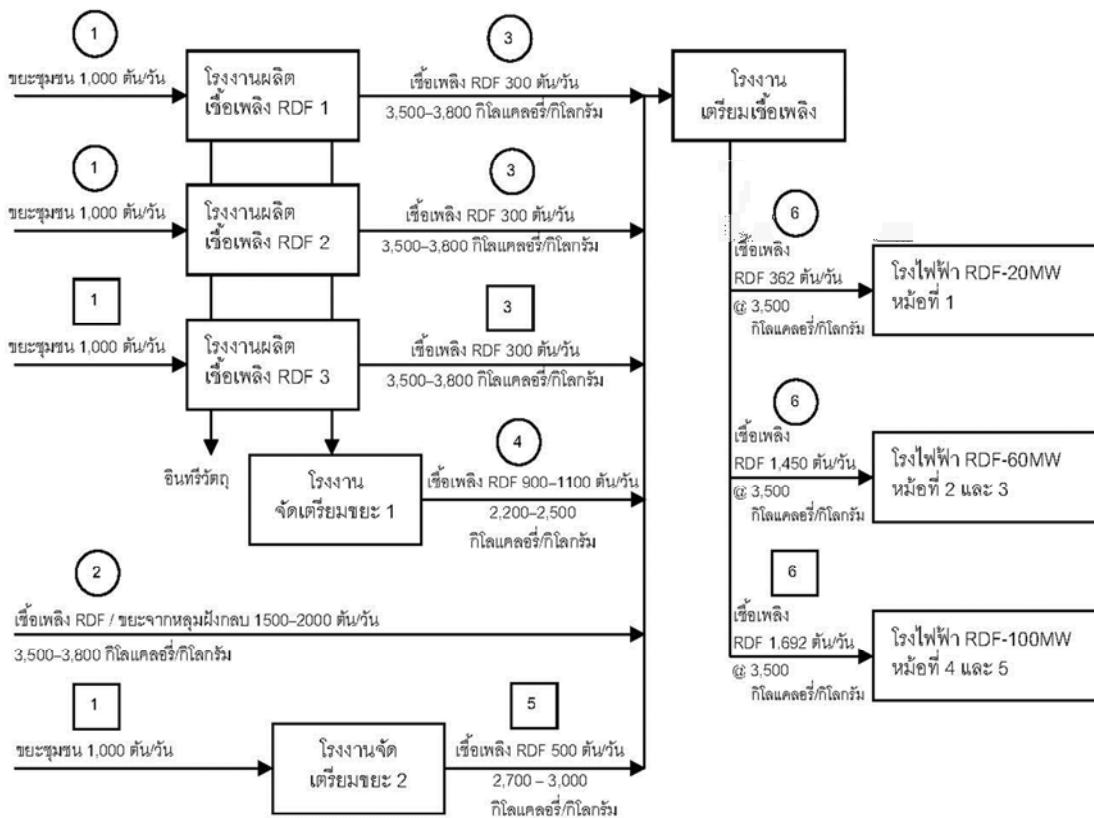 1
ขยะชุมชน 1,000 ตัน/วัน
โรงงานผลิต
เชื้อเพลิง RDF 1
3
เชื้อเพลิง RDF 300 ตัน/วัน
3,500–3,800 กิโลแคลอรี่/กิโลกรัม
โรงงาน
เตรียมเชื้อเพลิง
1
ขยะชุมชน 1,000 ตัน/วัน
โรงงานผลิต
เชื้อเพลิง RDF 2
3
เชื้อเพลิง RDF 300 ตัน/วัน
3,500–3,800 กิโลแคลอรี่/กิโลกรัม
1
ขยะชุมชน 1,000 ตัน/วัน
โรงงานผลิต
เชื้อเพลิง RDF 3
3
เชื้อเพลิง RDF 300 ตัน/วัน
3,500–3,800 กิโลแคลอรี่/กิโลกรัม
อินทรีวัตถุ
โรงงาน
จัดเตรียมขยะ 1
4
เชื้อเพลิง RDF 900–1100 ตัน/วัน
2,200–2,500
กิโลแคลอรี่/กิโลกรัม
2
เชื้อเพลิง RDF / ขยะจากหลุมฝังกลบ 1500–2000 ตัน/วัน
3,500–3,800 กิโลแคลอรี่/กิโลกรัม
1
ขยะชุมชน 1,000 ตัน/วัน
โรงงานจัด
เตรียมขยะ 2
5
เชื้อเพลิง RDF 500 ตัน/วัน
2,700 – 3,000
กิโลแคลอรี่/กิโลกรัม
6
เชื้อเพลิง
RDF 362 ตัน/วัน
@ 3,500
กิโลแคลอรี่/กิโลกรัม
โรงไฟฟ้า RDF-20MW
หม้อที่ 1
6
เชื้อเพลิง
RDF 1,450 ตัน/วัน
@ 3,500
กิโลแคลอรี่/กิโลกรัม
โรงไฟฟ้า RDF-60MW
หม้อที่ 2 และ 3
6
เชื้อเพลิง
RDF 1,692 ตัน/วัน
@ 3,500
กิโลแคลอรี่/กิโลกรัม
โรงไฟฟ้า RDF-100MW
หม้อที่ 4 และ 5